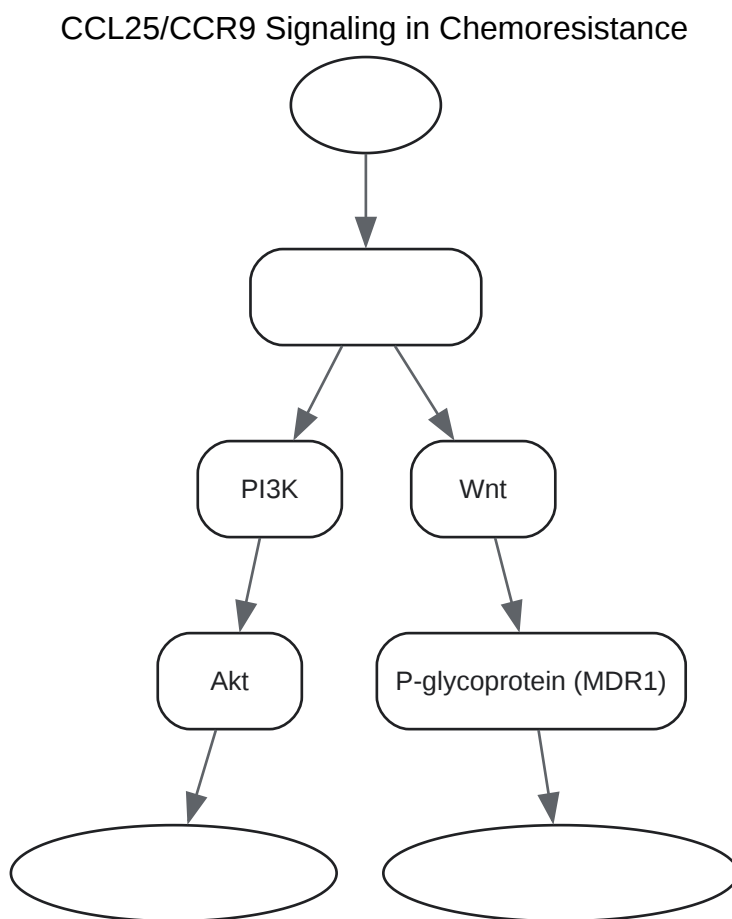 CCL25/CCR9 Signaling in Chemoresistance
PI3K
Wnt
Akt
P-glycoprotein (MDR1)